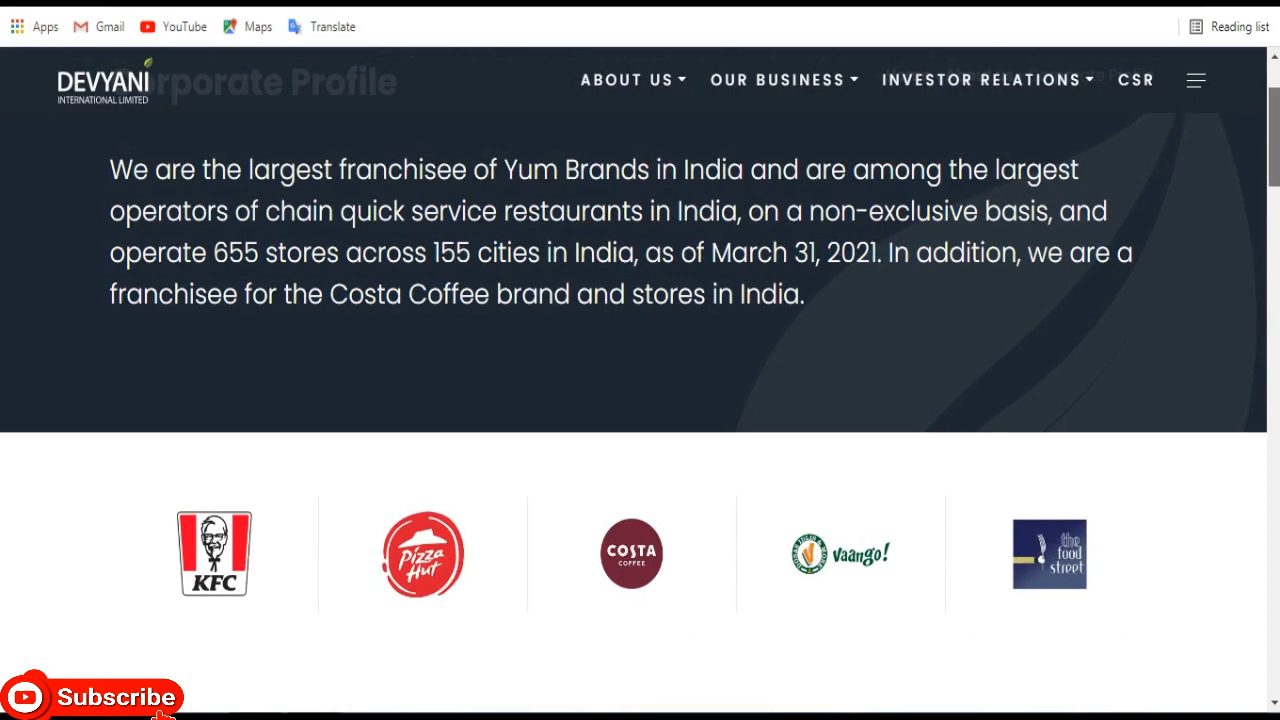 Apps Gmail YouTube Maps Translate Reading list
Corporate Profile
DEVYANI
INTERNATIONAL LIMITED
ABOUT US OUR BUSINESS INVESTOR RELATIONS CSR
We are the largest franchisee of Yum Brands in India and are among the largest
operators of chain quick service restaurants in India, on a non-exclusive basis, and
operate 655 stores across 155 cities in India, as of March 31, 2021. In addition, we are a
franchisee for the Costa Coffee brand and stores in India.
KFC
Pizza
Hut
COSTA
COFFEE
vaango!
the
food
street
Subscribe